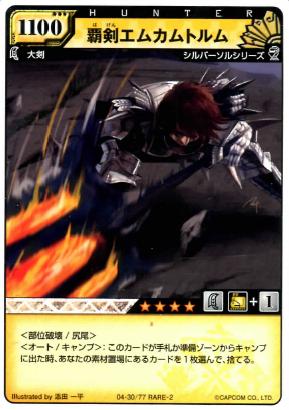 HUNTER
1100
はけん
覇剣エムカムトルム
大剣
シルバーソルシリーズ
+1
<部位破壊／尻尾>
<オート／キャンプ>：このカードが手札か準備ゾーンからキャンプ
に出た時、あなたの素材置場にあるカードを1枚選んで、捨てる。
Illustrated by 添田 一平
04-30/77 RARE-2
©CAPCOM CO., LTD.